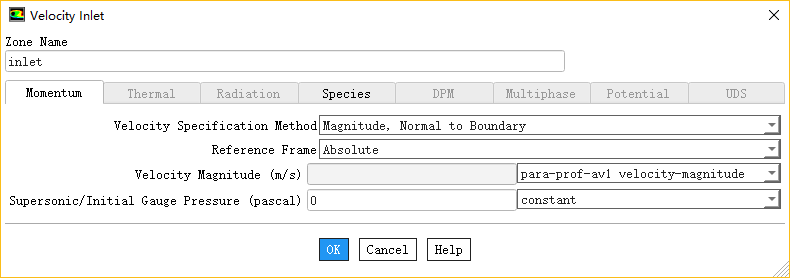 Velocity Inlet
Zone Name
inlet
Momentum Thermal Radiation Species DPM Multiphase Potential UDS
Velocity Specification Method Magnitude, Normal to Boundary
Reference Frame Absolute
Velocity Magnitude (m/s) para-prof-av1 velocity-magnitude
Supersonic/Initial Gauge Pressure (pascal) 0 constant
OK Cancel Help